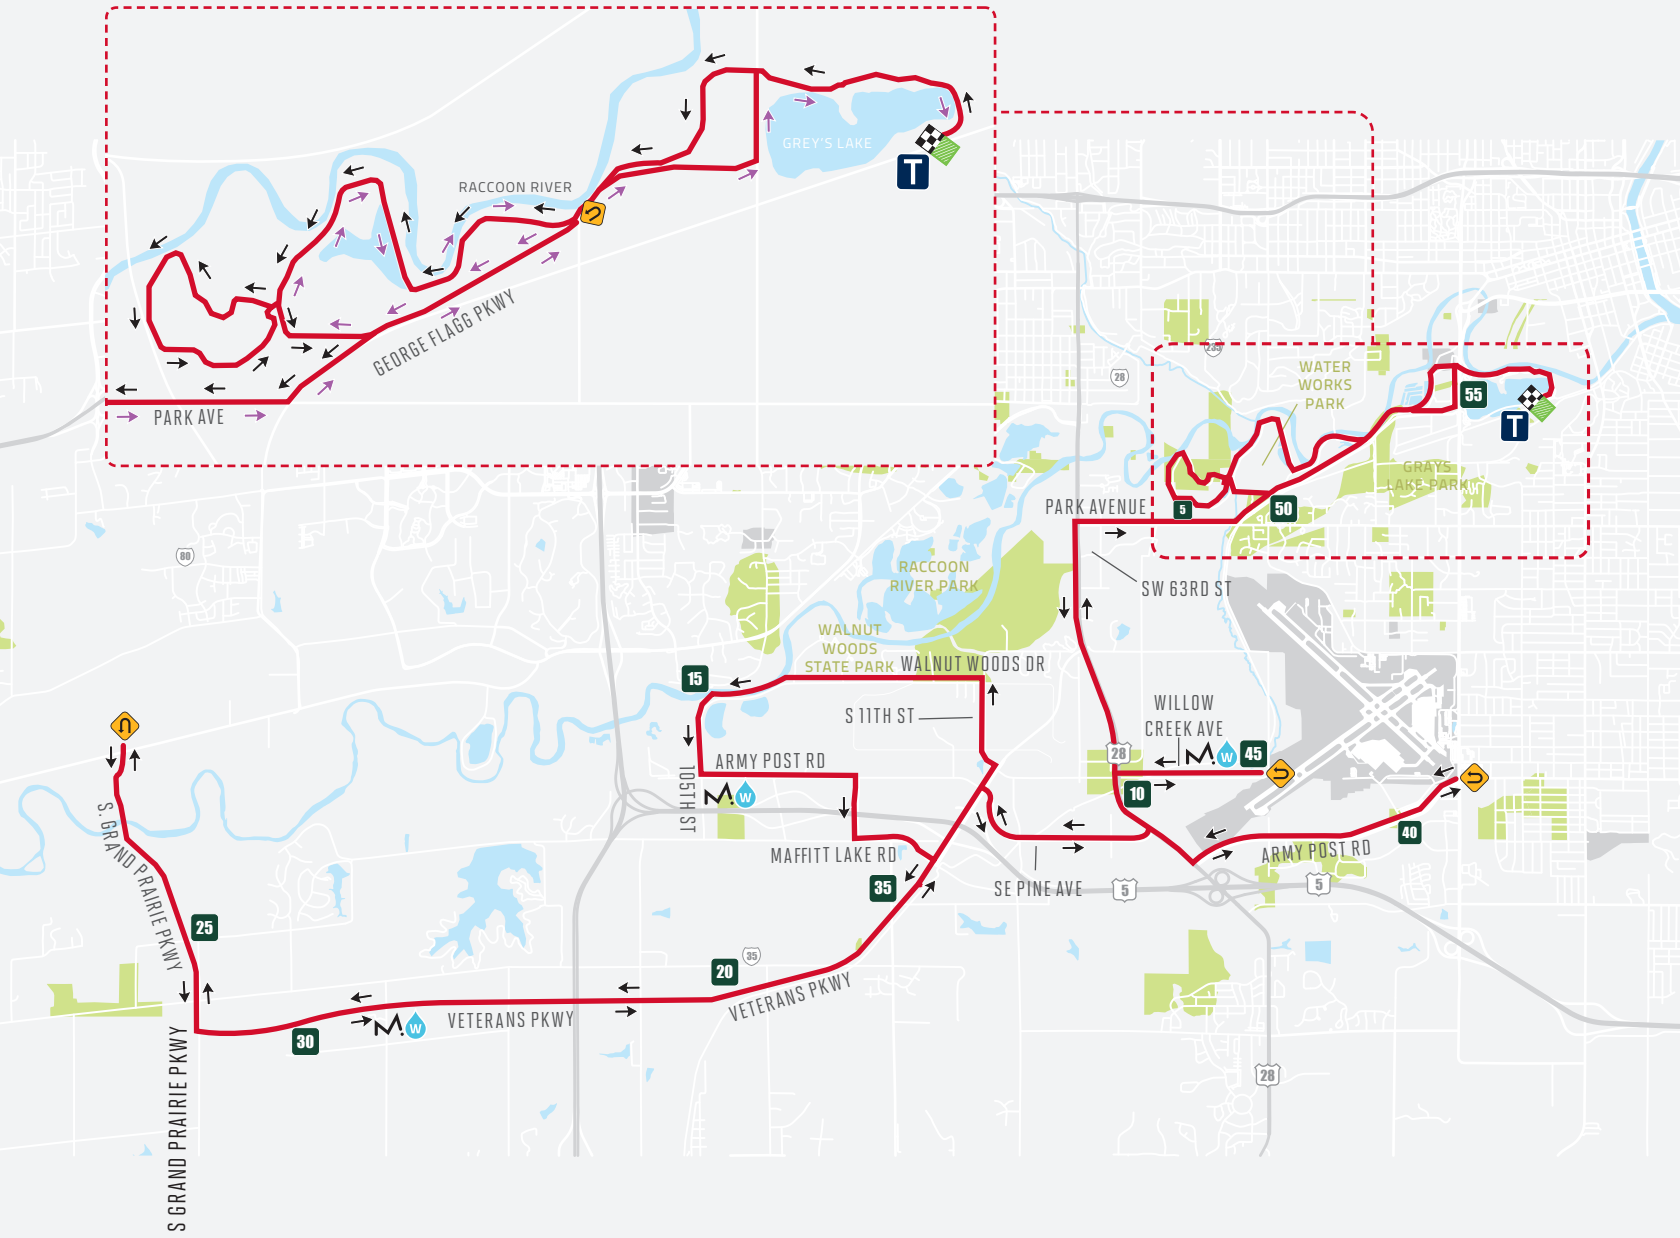 GREY'S LAKE
T
RACCOON RIVER
GEORGE FLAGG PKWY
PARK AVE
235
28
WATER
WORKS
PARK
55
T
GRAYS
LAKE PARK
PARK AVENUE
5
50
80
RACCOON
RIVER PARK
SW 63RD ST
WALNUT
WOODS
STATE PARK
WALNUT WOODS DR
15
S 11TH ST
WILLOW
CREEK AVE
28
M.
W
45
ARMY POST RD
105TH ST
M.
W
10
S. GRAND PRAIRIE PKWY
MAFFITT LAKE RD
40
ARMY POST RD
35
SE PINE AVE
5
5
25
20
35
VETERANS PKWY
M.
W
VETERANS PKWY
30
S GRAND PRAIRIE PKWY
28